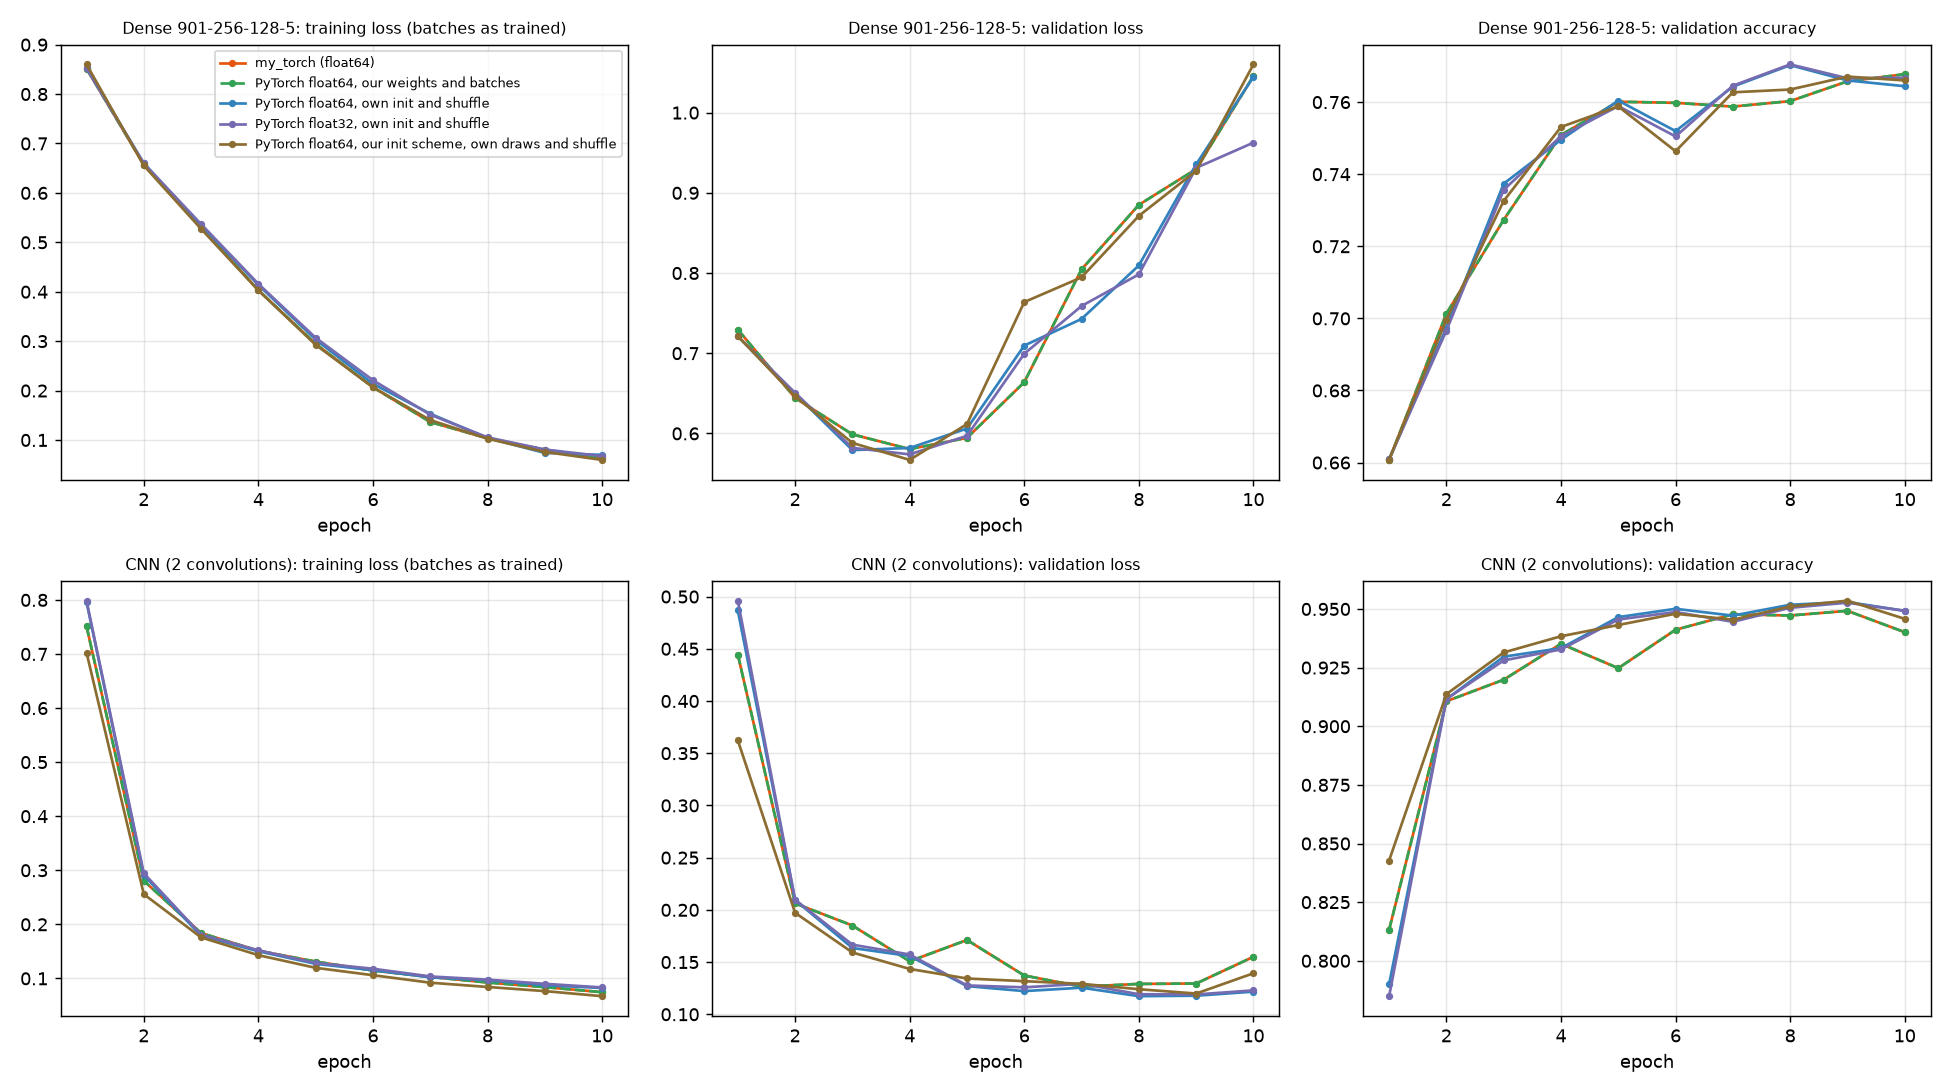 Dense 901-256-128-5: training loss (batches as trained)
0.9
0.8
0.7
0.6
0.5
0.4
0.3
0.2
0.1
my_torch (float64)
PyTorch float64, our weights and batches
PyTorch float64, own init and shuffle
PyTorch float32, own init and shuffle
PyTorch float64, our init scheme, own draws and shuffle
2 4 6 8 10
epoch
Dense 901-256-128-5: validation loss
1.0
0.9
0.8
0.7
0.6
2 4 6 8 10
epoch
Dense 901-256-128-5: validation accuracy
0.76
0.74
0.72
0.70
0.68
0.66
2 4 6 8 10
epoch
CNN (2 convolutions): training loss (batches as trained)
0.8
0.7
0.6
0.5
0.4
0.3
0.2
0.1
2 4 6 8 10
epoch
CNN (2 convolutions): validation loss
0.50
0.45
0.40
0.35
0.30
0.25
0.20
0.15
0.10
2 4 6 8 10
epoch
CNN (2 convolutions): validation accuracy
0.950
0.925
0.900
0.875
0.850
0.825
0.800
2 4 6 8 10
epoch